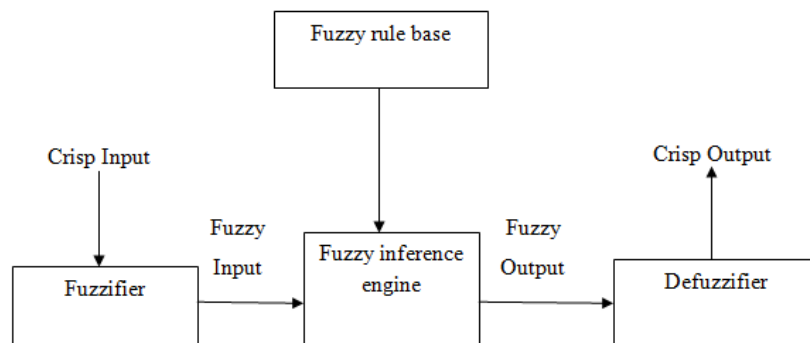 Fuzzy rule base
Crisp Input
Crisp Output
Fuzzy
Input
Fuzzy
Output
Fuzzifier
Fuzzy inference
engine
Defuzzifier